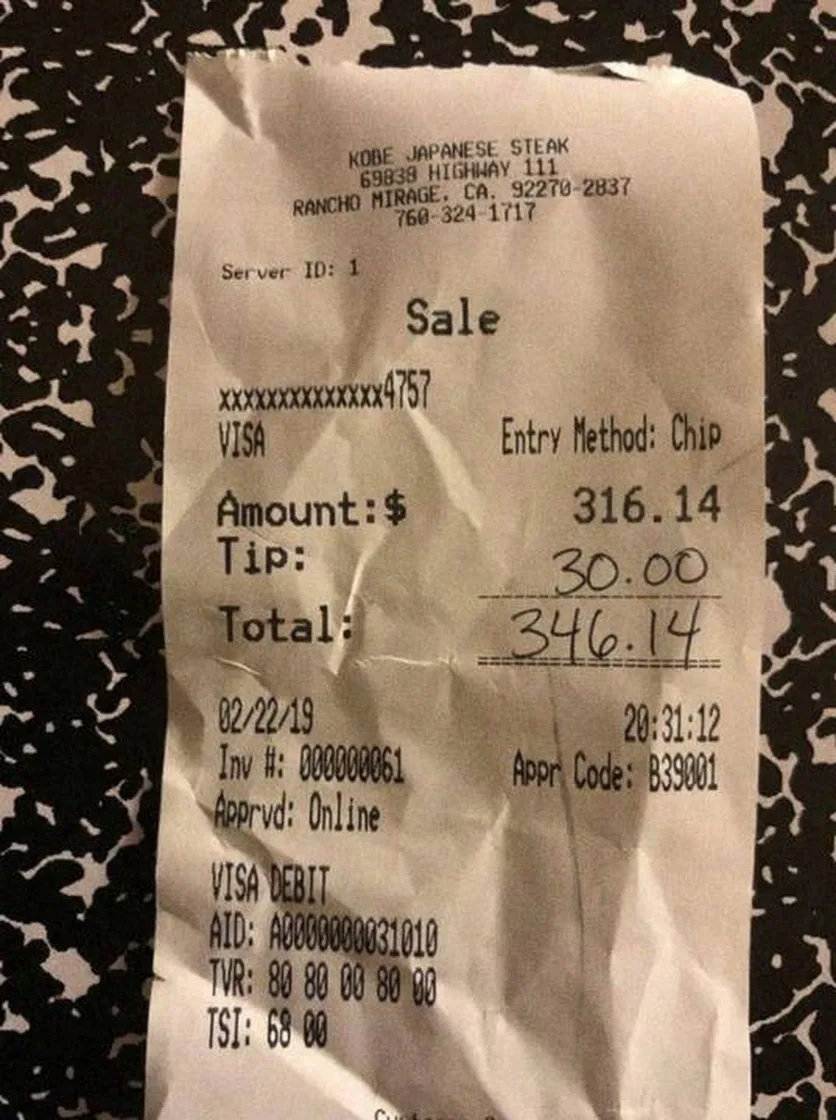 KOBE JAPANESE STEAK
69838 HIGHWAY 111
RANCHO MIRAGE, CA. 92270-2837
760-324-1717
Server ID: 1
Sale
xxxxxxxxxxxxxx4757
VISA Entry Method: Chip
Amount:$ 316.14
Tip: 30.00
Total: 346.14
02/22/19 20:31:12
Inv #: 000000061 Appr Code: B39001
Apprvd: Online
VISA DEBIT
AID: A0000000031010
TVR: 80 80 00 80 00
TSI: 68 00